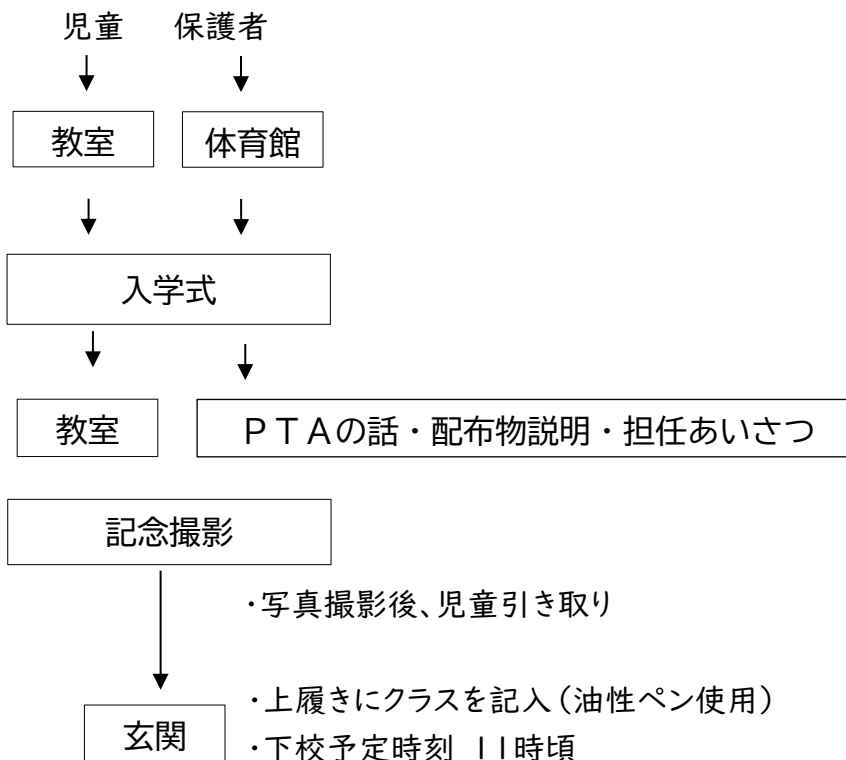 児童 保護者
教室 体育館
入学式
教室 ＰＴＡの話・配布物説明・担任あいさつ
記念撮影
・写真撮影後、児童引き取り
・上履きにクラスを記入（油性ペン使用）
玄関
・下校予定時刻 11時頃